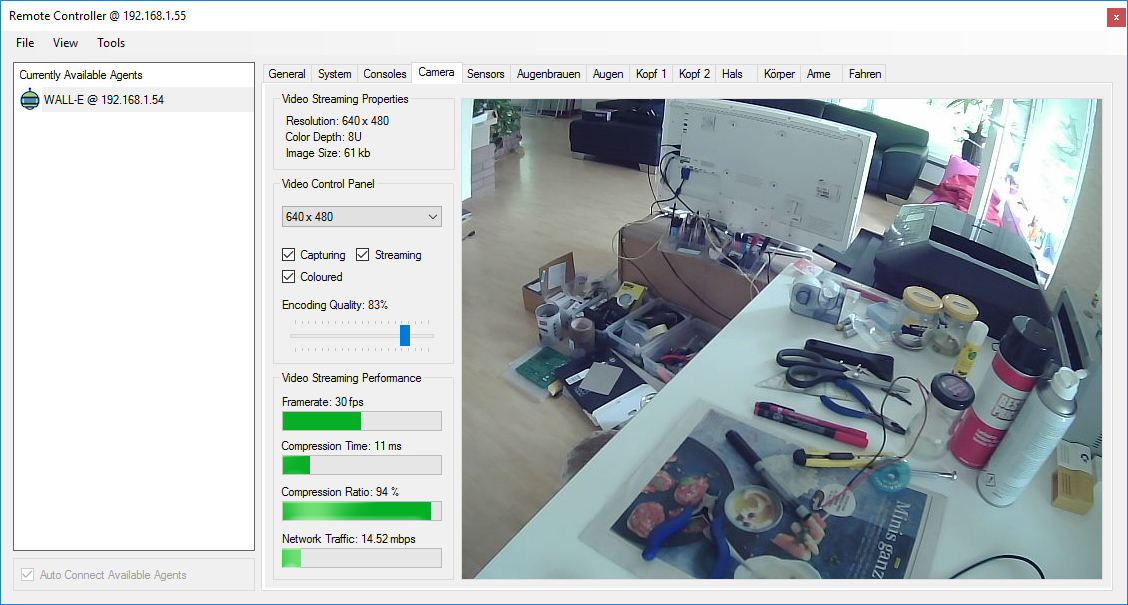 Remote Controller @ 192.168.1.55
x
File View Tools
Currently Available Agents
WALL-E @ 192.168.1.54
Auto Connect Available Agents
General System Consoles Camera Sensors Augenbrauen Augen Kopf 1 Kopf 2 Hals Körper Arme Fahren
Video Streaming Properties
Resolution: 640 x 480
Color Depth: 8U
Image Size: 61 kb
Video Control Panel
640 x 480
Capturing Streaming
Coloured
Encoding Quality: 83%
Video Streaming Performance
Framerate: 30 fps
Compression Time: 11 ms
Compression Ratio: 94 %
Network Traffic: 14.52 mbps
Minis ganz